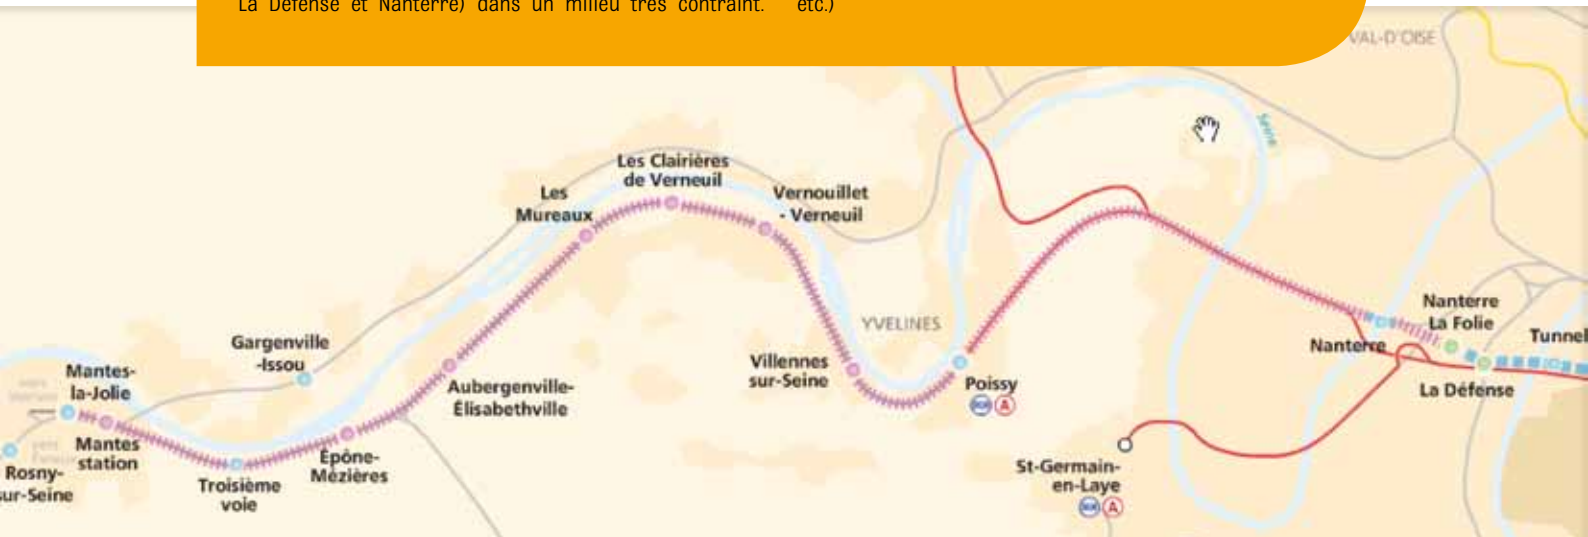 La Défense et Nanterre) dans un milieu très contraint. etc.)
VAL-D'OISE
Seine
Les Clairières
de Verneuil
Les
Mureaux
Vernouillet
- Verneuil
YVELINES
Gargenville
-Issou
Mantes-
la-Jolie
Aubergenville-
Élisabethville
Villennes
sur-Seine
Poissy
RER A
Nanterre
La Folie
Nanterre
Tunnel
La Défense
Mantes
station
Rosny-
sur-Seine
Troisième
voie
Épône-
Mézières
St-Germain-
en-Laye
RER A